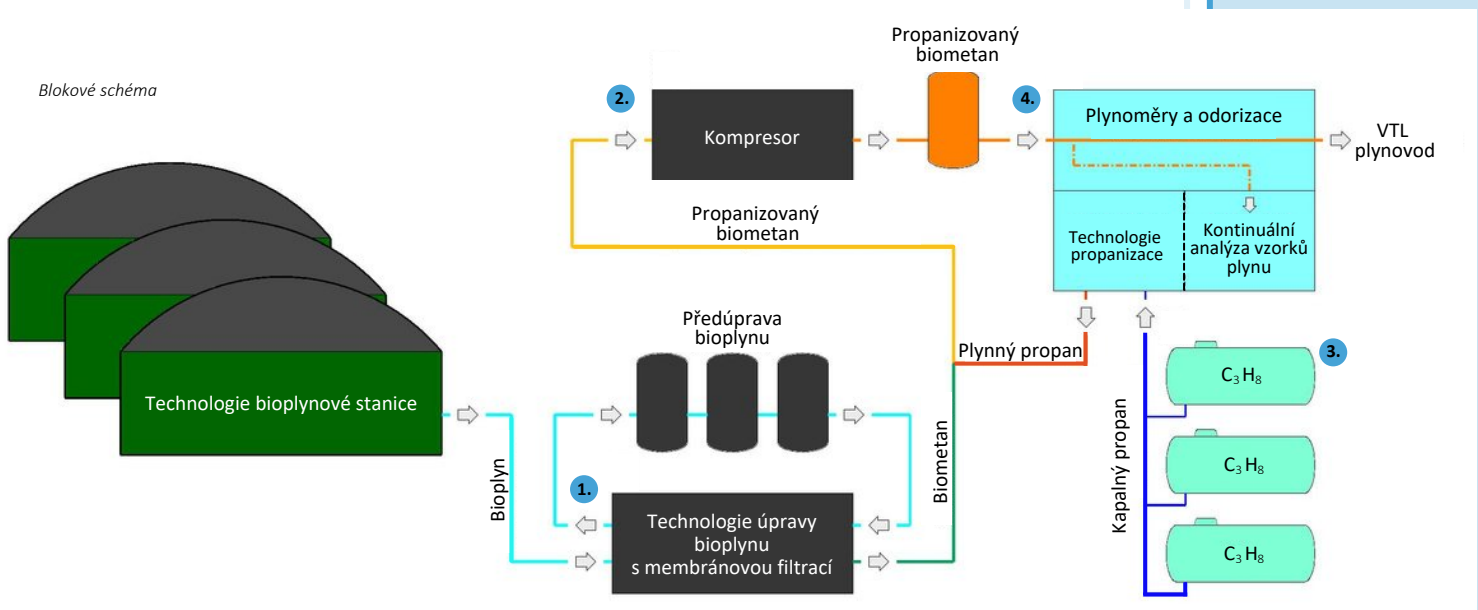 Blokové schéma
Propanizovaný
biometan
2.
Kompresor
4.
Plynoměry a odorizace
VTL
plynovod
Propanizovaný
biometan
Technologie
propanizace
Kontinuální
analýza vzorků
plynu
Předúprava
bioplynu
Plynný propan
3.
C₃H₈
Technologie bioplynové stanice
Bioplyn
Biometan
Kapalný propan
C₃H₈
1.
Technologie úpravy
bioplynu
s membránovou filtrací
C₃H₈